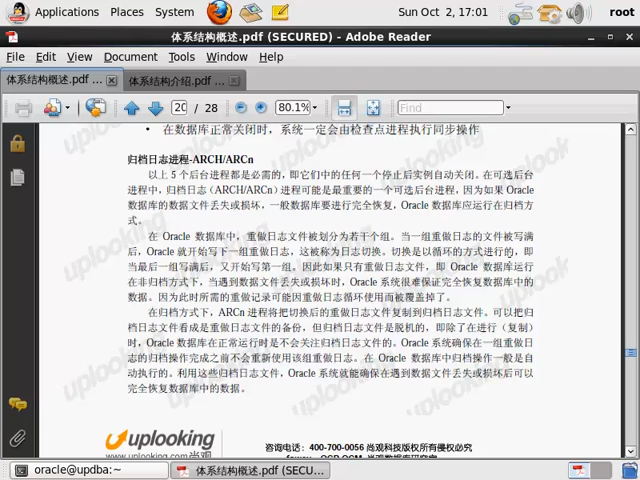 Applications Places System Sun Oct 2, 17:01 root
体系结构概述.pdf (SECURED) - Adobe Reader
File Edit View Document Tools Window Help
体系结构概述.pdf ... 体系结构介绍.pdf ...
20 / 28 80.1% Find
• 在数据库正常关闭时，系统一定会由检查点进程执行同步操作
归档日志进程-ARCH/ARCn
以上 5 个后台进程都是必需的，即它们中的任何一个停止后实例自动关闭。在可选后台
进程中，归档日志（ARCH/ARCn）进程可能是最重要的一个可选后台进程，因为如果 Oracle
数据库的数据文件丢失或损坏，一般数据库要进行完全恢复，Oracle 数据库应运行在归档方
式。
在 Oracle 数据库中，重做日志文件被划分为若干个组。当一组重做日志的文件被写满
后，Oracle 就开始写下一组重做日志，这被称为日志切换。切换是以循环的方式进行的，即
当最后一组写满后，又开始写第一组。因此如果只有重做日志文件，即 Oracle 数据库运行
在非归档方式下，当遇到数据文件丢失或损坏时，Oracle 系统很难保证完全恢复数据库中的
数据。因为此时所需的重做记录可能因重做日志循环使用而被覆盖掉了。
在归档方式下，ARCn 进程将把切换后的重做日志文件复制到归档日志文件。可以把归
档日志文件看成是重做日志文件的备份，但归档日志文件是脱机的，即除了在进行（复制）
时，Oracle 数据库在正常运行时是不会关注归档日志文件的。Oracle 系统确保在一组重做日
志的归档操作完成之前不会重新使用该组重做日志。在 Oracle 数据库中归档操作一般是自
动执行的。利用这些归档日志文件，Oracle 系统就能确保在遇到数据文件丢失或损坏后可以
完全恢复数据库中的数据。
uplooking
咨询电话：400-700-0056 尚观科技版权所有侵权必究
oracle@updba:~ 体系结构概述.pdf (SECU...